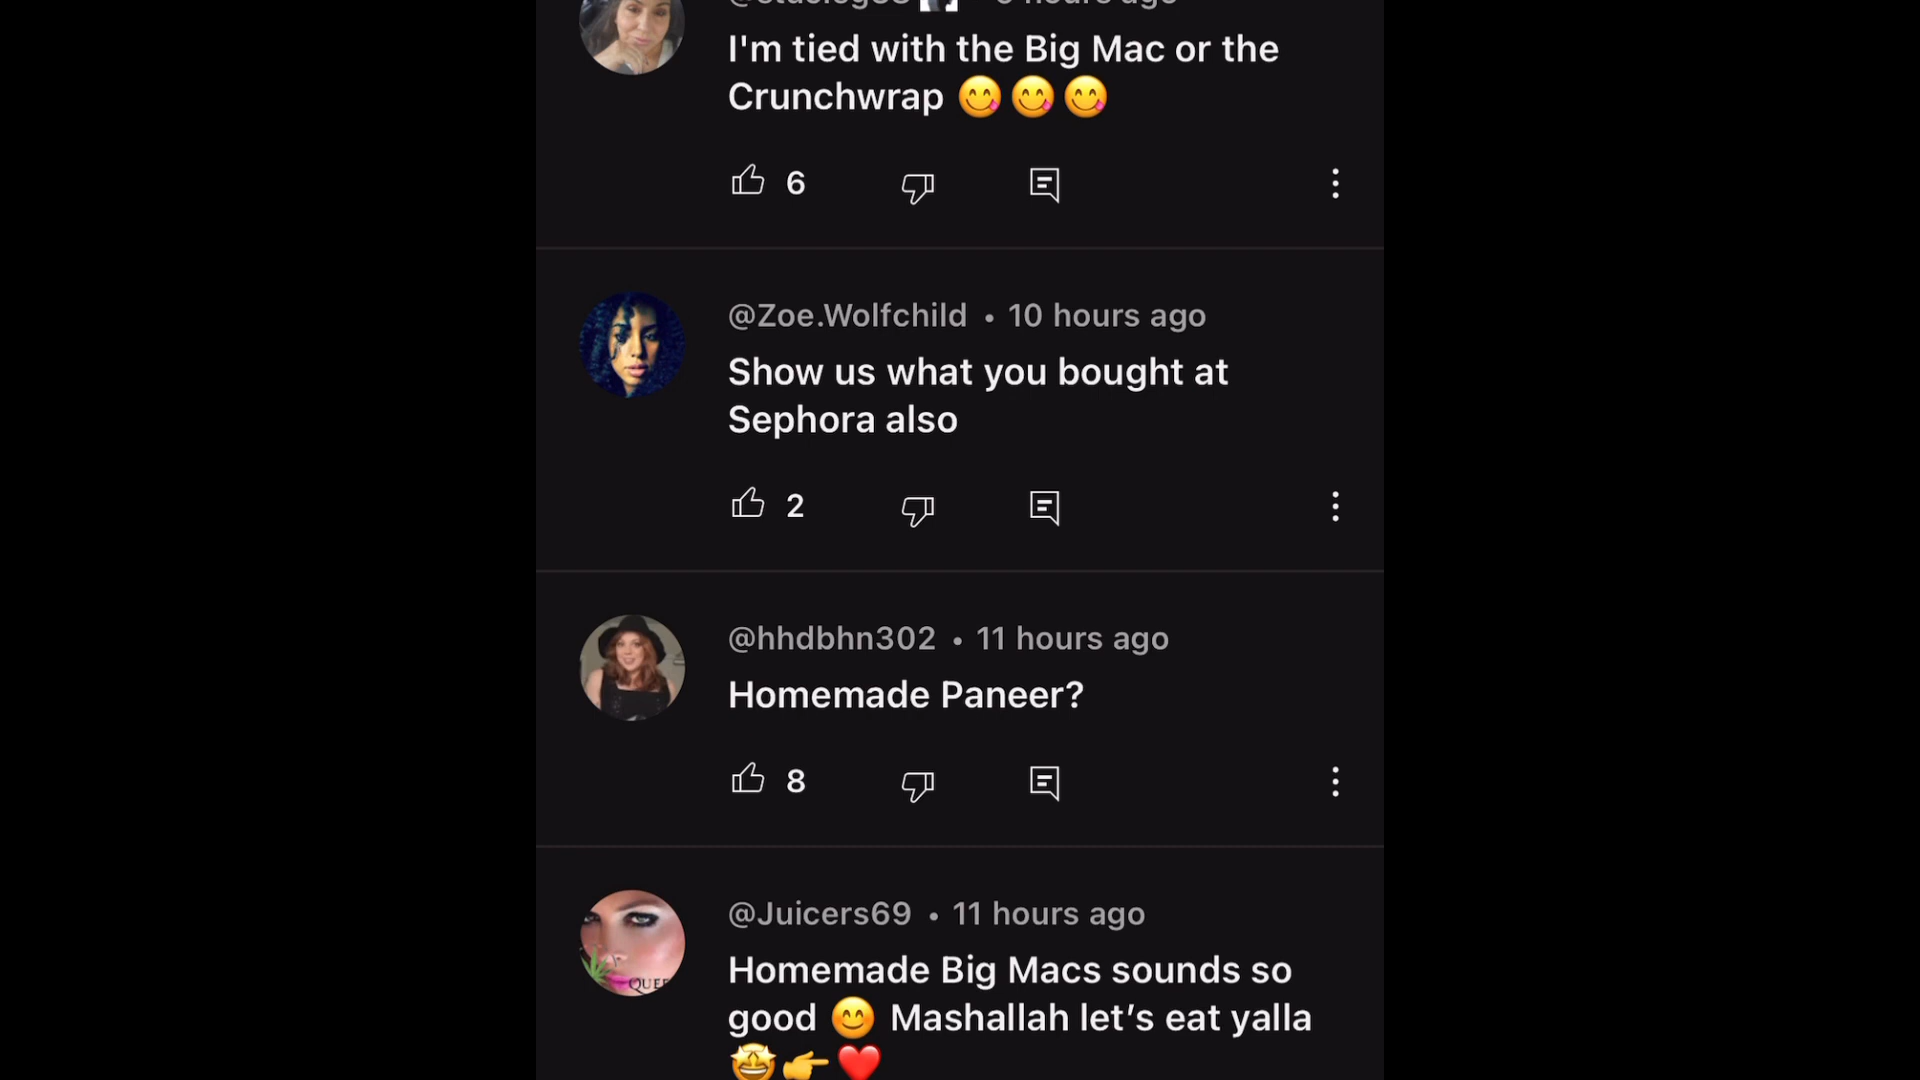 I'm tied with the Big Mac or the
Crunchwrap 😋😋😋
6
@Zoe.Wolfchild • 10 hours ago
Show us what you bought at
Sephora also
2
@hhdbhn302 • 11 hours ago
Homemade Paneer?
8
@Juicers69 • 11 hours ago
Homemade Big Macs sounds so
good 😊 Mashallah let’s eat yalla
🤩👉❤️